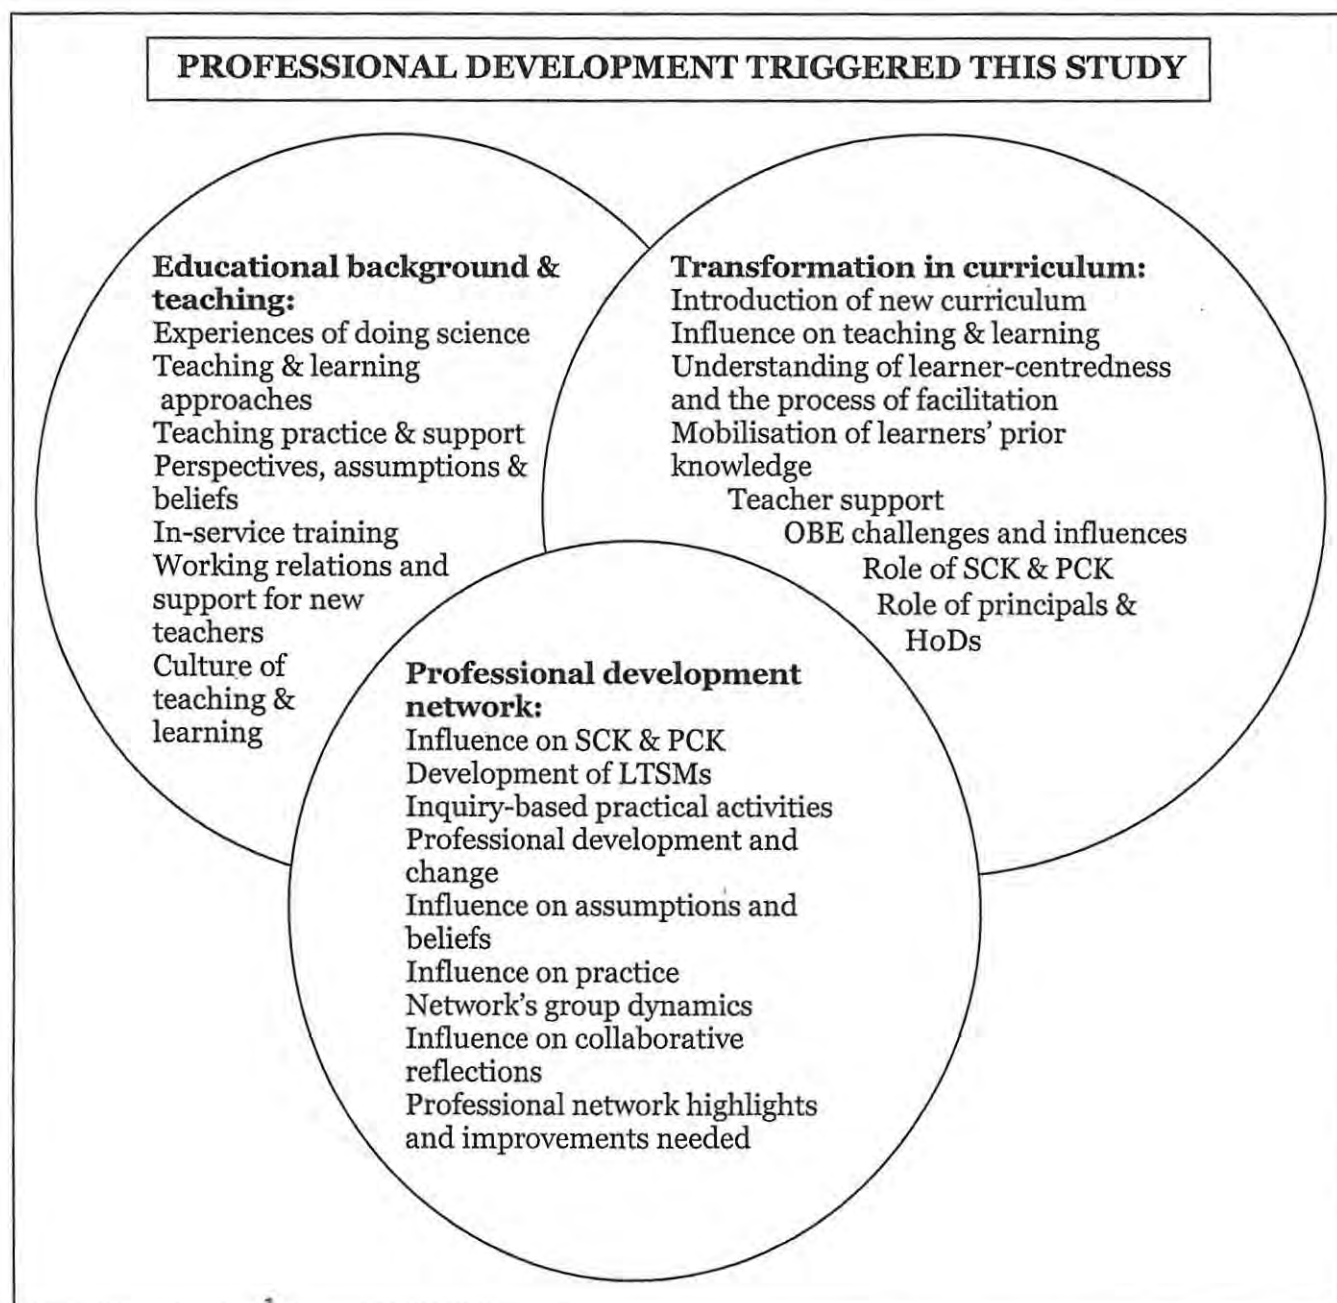 PROFESSIONAL DEVELOPMENT TRIGGERED THIS STUDY
Educational background &
teaching:
Experiences of doing science
Teaching & learning
approaches
Teaching practice & support
Perspectives, assumptions &
beliefs
In-service training
Working relations and
support for new
teachers
Culture of
teaching &
learning
Transformation in curriculum:
Introduction of new curriculum
Influence on teaching & learning
Understanding of learner-centredness
and the process of facilitation
Mobilisation of learners' prior
knowledge
Teacher support
OBE challenges and influences
Role of SCK & PCK
Role of principals &
HoDs
Professional development
network:
Influence on SCK & PCK
Development of LTSMs
Inquiry-based practical activities
Professional development and
change
Influence on assumptions and
beliefs
Influence on practice
Network's group dynamics
Influence on collaborative
reflections
Professional network highlights
and improvements needed